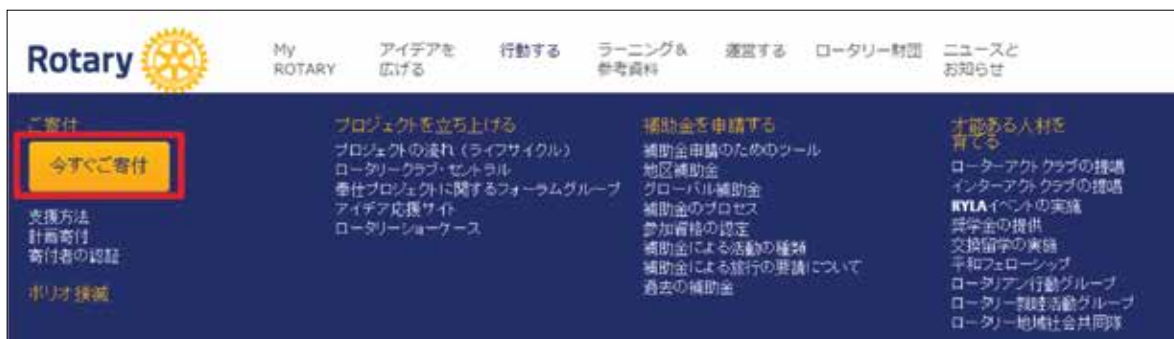 Rotary
My
ROTARY
アイデアを
広げる
行動する
ラーニング＆
参考資料
運営する
ロータリー財団
ニュースと
お知らせ
ご寄付
今すぐご寄付
支援方法
計画寄付
寄付者の認証
ポリオ撲滅
プロジェクトを立ち上げる
プロジェクトの流れ（ライフサイクル）
ロータリークラブ・セントラル
奉仕プロジェクトに関するフォーラムグループ
アイデア応援サイト
ロータリーショーケース
補助金を申請する
補助金申請のためのツール
地区補助金
グローバル補助金
補助金のプロセス
参加資格の認定
補助金による活動の種類
補助金による旅行の要請について
過去の補助金
才能ある人材を
育てる
ローターアクトクラブの提唱
インターアクトクラブの提唱
RYLAイベントの実施
奨学金の提供
交換留学の実施
平和フェローシップ
ロータリアン行動グループ
ロータリー親睦活動グループ
ロータリー地域社会共同隊